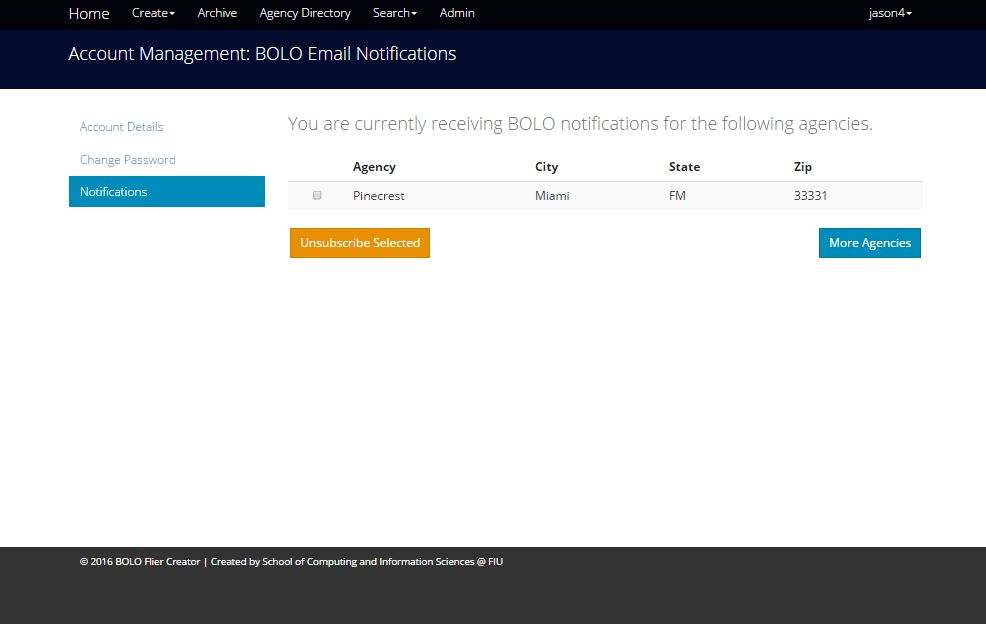 Home Create Archive Agency Directory Search Admin jason4
Account Management: BOLO Email Notifications
Account Details
Change Password
Notifications
You are currently receiving BOLO notifications for the following agencies.
Agency City State Zip
Pinecrest Miami FM 33331
Unsubscribe Selected More Agencies
© 2016 BOLO Flier Creator | Created by School of Computing and Information Sciences @ FIU